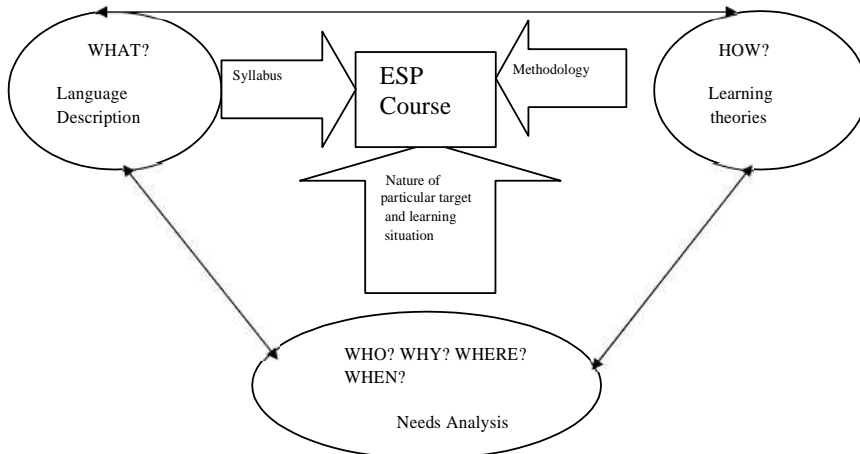 WHAT?
Language
Description
Syllabus
ESP
Course
Methodology
HOW?
Learning
theories
Nature of
particular target
and learning
situation
WHO? WHY? WHERE?
WHEN?
Needs Analysis